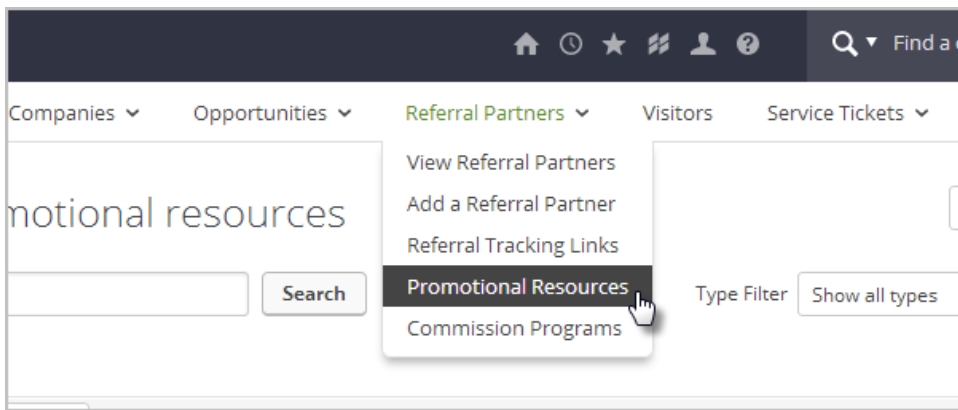 Find a
Companies Opportunities Referral Partners Visitors Service Tickets
View Referral Partners
Add a Referral Partner
motional resources
Referral Tracking Links
Search
Promotional Resources
Type Filter Show all types
Commission Programs